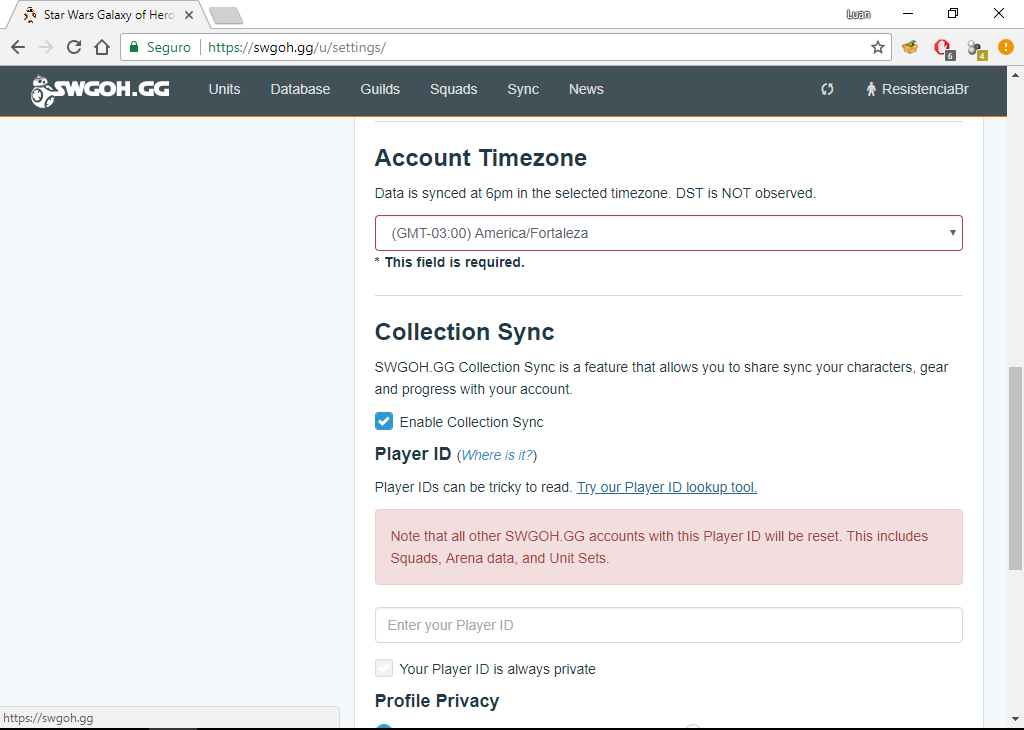 Star Wars Galaxy of Hero
Luan
Seguro
https://swgoh.gg/u/settings/
6
4
SWGOH.GG
Units
Database
Guilds
Squads
Sync
News
ResistenciaBr
Account Timezone
Data is synced at 6pm in the selected timezone. DST is NOT observed.
(GMT-03:00) America/Fortaleza
* This field is required.
Collection Sync
SWGOH.GG Collection Sync is a feature that allows you to share sync your characters, gear
and progress with your account.
Enable Collection Sync
Player ID (Where is it?)
Player IDs can be tricky to read. Try our Player ID lookup tool.
Note that all other SWGOH.GG accounts with this Player ID will be reset. This includes
Squads, Arena data, and Unit Sets.
Enter your Player ID
Your Player ID is always private
Profile Privacy
https://swgoh.gg